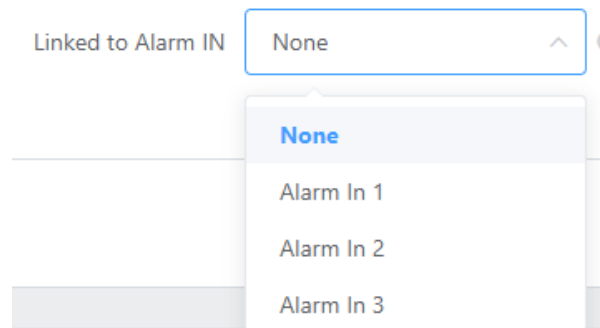 Linked to Alarm IN None
None
Alarm In 1
Alarm In 2
Alarm In 3